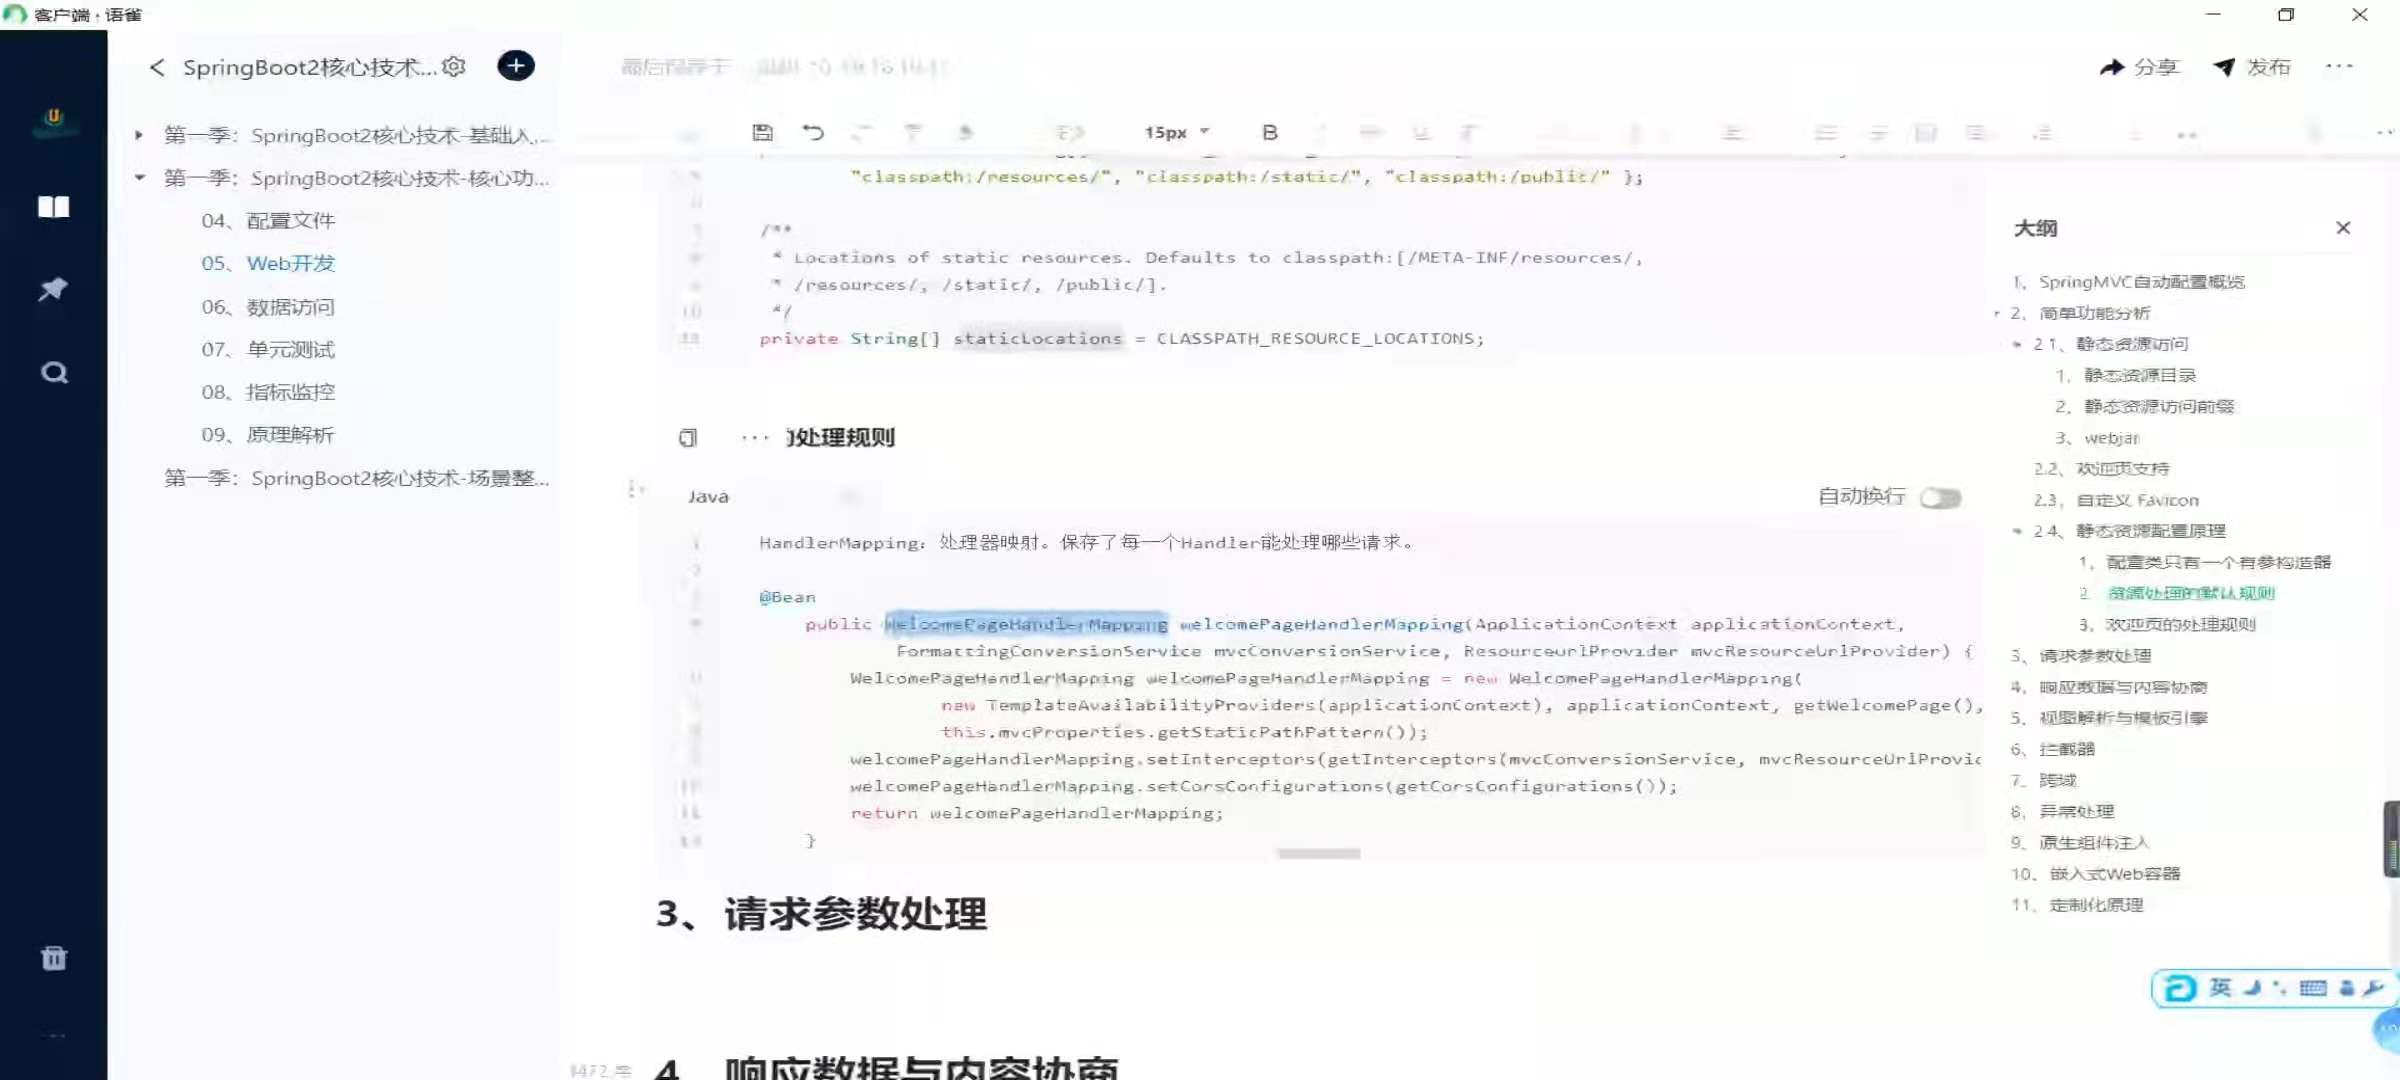 客户端 · 语雀
SpringBoot2核心技术...
分享
发布
第一季：SpringBoot2核心技术-基础入...
第一季：SpringBoot2核心技术-核心功...
04、配置文件
05、Web开发
06、数据访问
07、单元测试
08、指标监控
09、原理解析
第一季：SpringBoot2核心技术-场景整...
15px
B
"classpath:/resources/", "classpath:/static/", "classpath:/public/" };
/**
* Locations of static resources. Defaults to classpath:[/META-INF/resources/,
* /resources/, /static/, /public/].
*/
10
11
private String[] staticLocations = CLASSPATH_RESOURCE_LOCATIONS;
处理规则
Java
自动换行
HandlerMapping：处理器映射。保存了每一个Handler能处理哪些请求。
@Bean
public WelcomePageHandlerMapping welcomePageHandlerMapping(ApplicationContext applicationContext,
FormattingConversionService mvcConversionService, ResourceUrlProvider mvcResourceUrlProvider) {
WelcomePageHandlerMapping welcomePageHandlerMapping = new WelcomePageHandlerMapping(
new TemplateAvailabilityProviders(applicationContext), applicationContext, getWelcomePage(),
this.mvcProperties.getStaticPathPattern());
welcomePageHandlerMapping.setInterceptors(getInterceptors(mvcConversionService, mvcResourceUrlProvic
welcomePageHandlerMapping.setCorsConfigurations(getCorsConfigurations());
return welcomePageHandlerMapping;
}
3、请求参数处理
4、响应数据与内容协商
大纲
1、SpringMVC自动配置概览
2、简单功能分析
2.1、静态资源访问
1、静态资源目录
2、静态资源访问前缀
3、webjar
2.2、欢迎页支持
2.3、自定义 Favicon
2.4、静态资源配置原理
1、配置类只有一个有参构造器
2、资源处理的默认规则
3、欢迎页的处理规则
3、请求参数处理
4、响应数据与内容协商
5、视图解析与模板引擎
6、拦截器
7、跨域
8、异常处理
9、原生组件注入
10、嵌入式Web容器
11、定制化原理
英